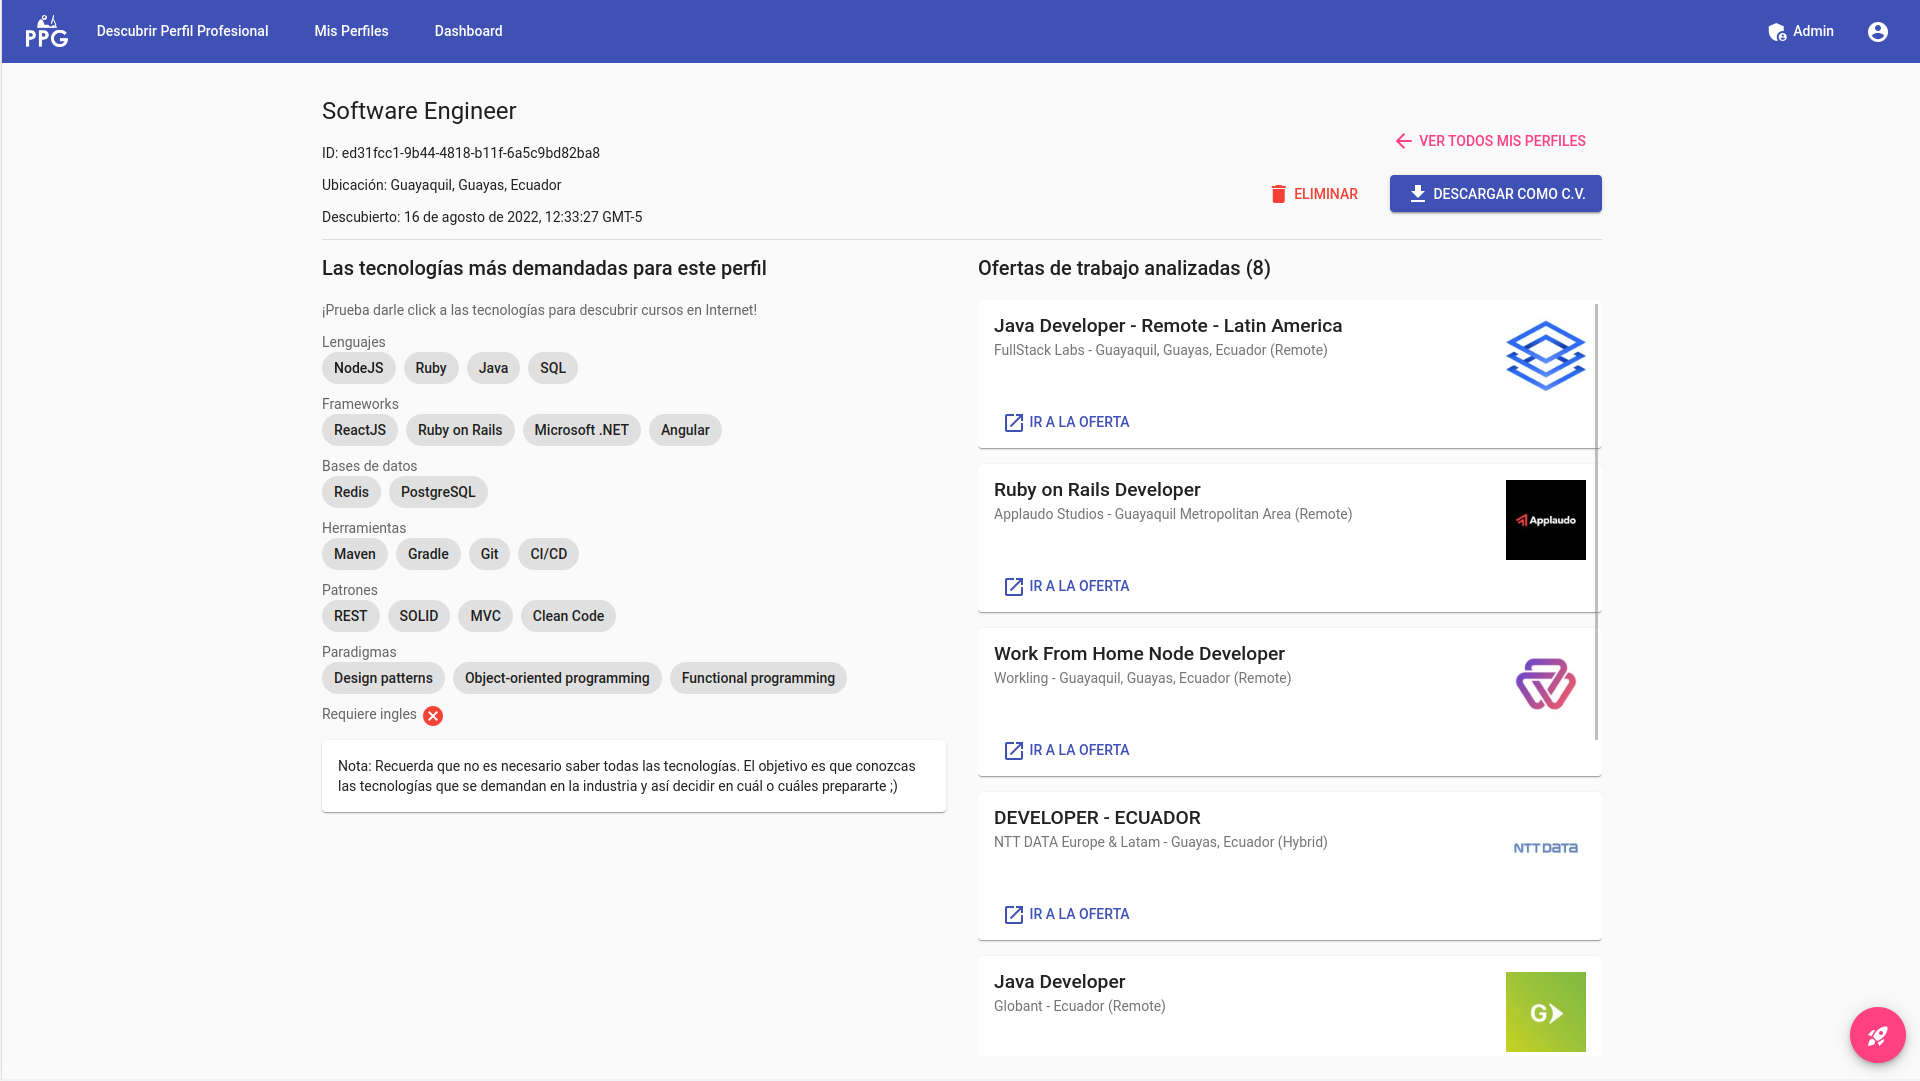 PPG
Descubrir Perfil Profesional
Mis Perfiles
Dashboard
Admin
Software Engineer
ID: ed31fcc1-9b44-4818-b11f-6a5c9bd82ba8
Ubicación: Guayaquil, Guayas, Ecuador
Descubierto: 16 de agosto de 2022, 12:33:27 GMT-5
VER TODOS MIS PERFILES
ELIMINAR
DESCARGAR COMO C.V.
Las tecnologías más demandadas para este perfil
¡Prueba darle click a las tecnologías para descubrir cursos en Internet!
Lenguajes
NodeJS Ruby Java SQL
Frameworks
ReactJS Ruby on Rails Microsoft .NET Angular
Bases de datos
Redis PostgreSQL
Herramientas
Maven Gradle Git CI/CD
Patrones
REST SOLID MVC Clean Code
Paradigmas
Design patterns Object-oriented programming Functional programming
Requiere ingles
Nota: Recuerda que no es necesario saber todas las tecnologías. El objetivo es que conozcas
las tecnologías que se demandan en la industria y así decidir en cuál o cuáles prepararte ;)
Ofertas de trabajo analizadas (8)
Java Developer - Remote - Latin America
FullStack Labs - Guayaquil, Guayas, Ecuador (Remote)
IR A LA OFERTA
Ruby on Rails Developer
Applaudo Studios - Guayaquil Metropolitan Area (Remote)
Applaudo
IR A LA OFERTA
Work From Home Node Developer
Workling - Guayaquil, Guayas, Ecuador (Remote)
IR A LA OFERTA
DEVELOPER - ECUADOR
NTT DATA Europe & Latam - Guayas, Ecuador (Hybrid)
NTT DATA
IR A LA OFERTA
Java Developer
Globant - Ecuador (Remote)
G